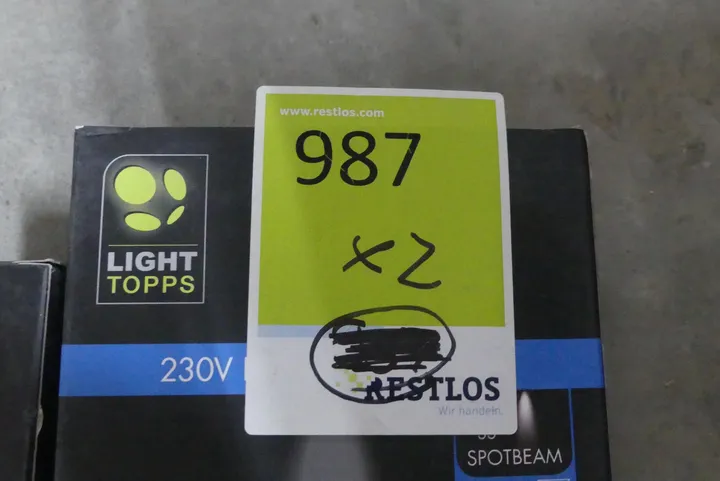 www.restlos.com
987
x2
LIGHT
TOPPS
230V
RESTLOS
Wir handeln.
SPOTBEAM